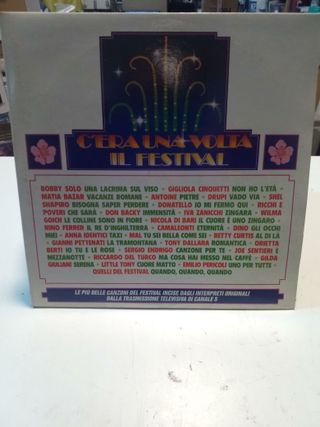 C'ERA UNA VOLTA
IL FESTIVAL
BOBBY SOLO UNA LACRIMA SUL VISO • GIGLIOLA CINQUETTI NON HO L'ETÀ •
MATIA BAZAR VACANZE ROMANE • ANTOINE PIETRE • DRUPI VADO VIA • SHEL
SHAPIRO BISOGNA SAPER PERDERE • DONATELLO IO MI FERMO QUI • RICCHI E
POVERI CHE SARÀ • DON BACKY IMMENSITÀ • IVA ZANICCHI ZINGARA • WILMA
GOICH LE COLLINE SONO IN FIORE • NICOLA DI BARI IL CUORE È UNO ZINGARO •
NINO FERRER IL RE D'INGHILTERRA • CAMALEONTI ETERNITÀ • DINO GLI OCCHI
MIEI • ANNA IDENTICI TAXI • MAL TU SEI BELLA COME SEI • BETTY CURTIS AL DI LÀ
• GIANNI PETTENATI LA TRAMONTANA • TONY DALLARA ROMANTICA • ORIETTA
BERTI IO TU E LE ROSE • SERGIO ENDRIGO CANZONE PER TE • JOE SENTIERI E
MEZZANOTTE • RICCARDO DEL TURCO MA COSA HAI MESSO NEL CAFFÈ • GILDA
GIULIANI SERENA • LITTLE TONY CUORE MATTO • EMILIO PERICOLI UNO PER TUTTE •
QUELLI DEL FESTIVAL QUANDO, QUANDO, QUANDO
LE PIÙ BELLE CANZONI DEL FESTIVAL INCISE DAGLI INTERPRETI ORIGINALI
DALLA TRASMISSIONE TELEVISIVA DI CANALE 5